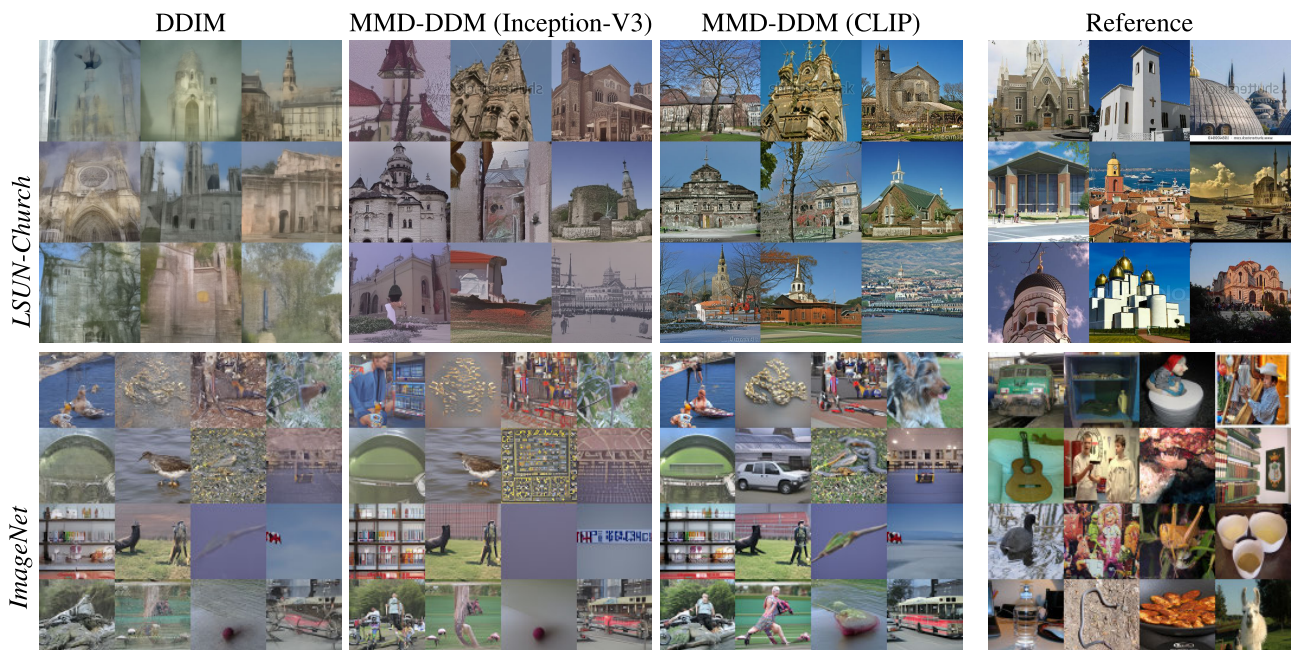 DDIM
MMD-DDM (Inception-V3)
MMD-DDM (CLIP)
Reference
LSUN-Church
ImageNet